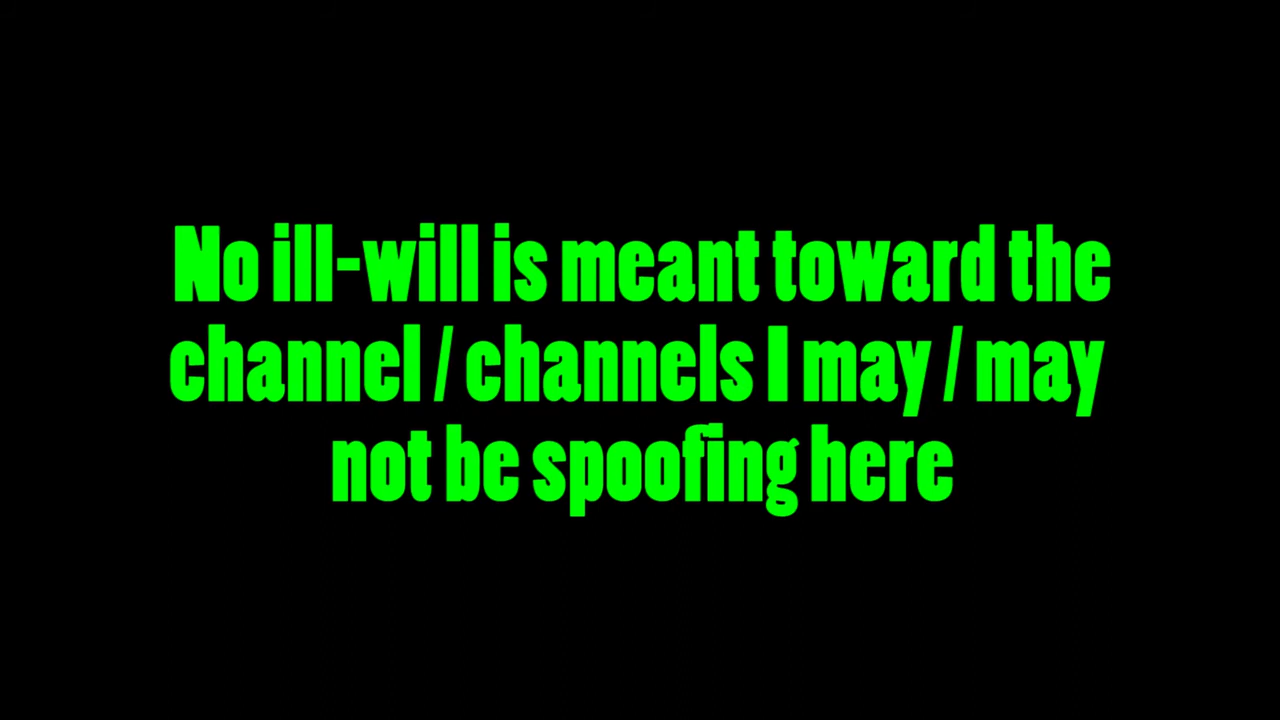 No ill-will is meant toward the
channel / channels I may / may
not be spoofing here